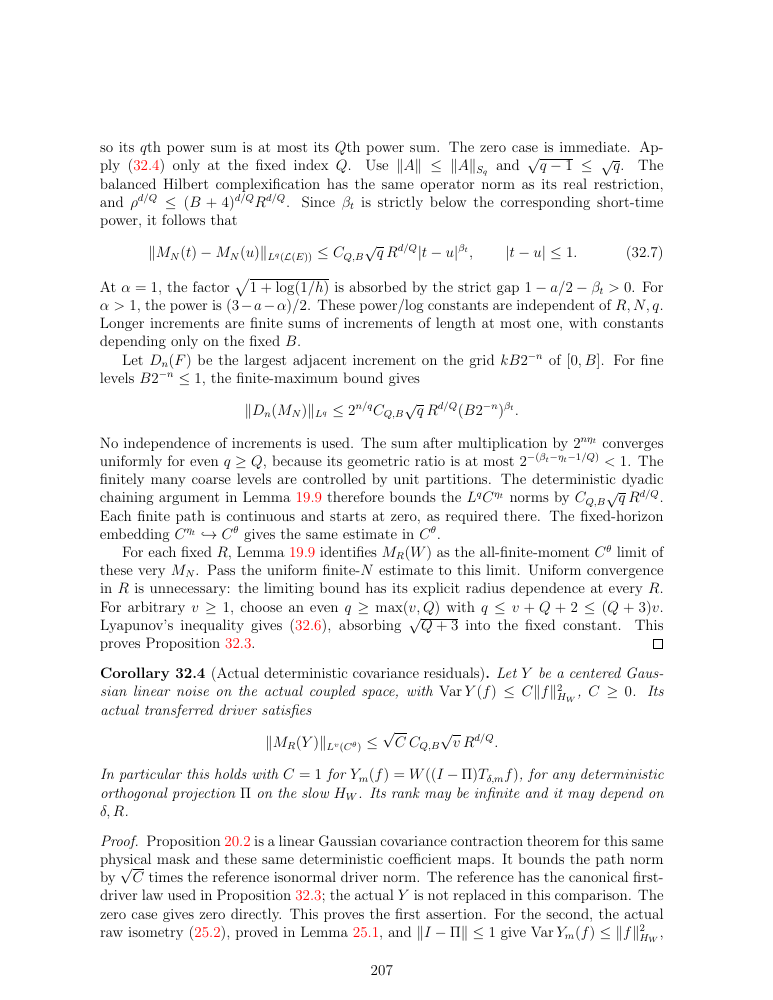 so its qth power sum is at most its Qth power sum. The zero case is immediate. Ap-
ply (32.4) only at the fixed index Q. Use ‖A‖ ≤ ‖A‖_{S_q} and √(q − 1) ≤ √q. The
balanced Hilbert complexification has the same operator norm as its real restriction,
and ρ^{d/Q} ≤ (B + 4)^{d/Q} R^{d/Q}. Since β_t is strictly below the corresponding short-time
power, it follows that
‖M_N(t) − M_N(u)‖_{L^q(ℒ(E))} ≤ C_{Q,B} √q R^{d/Q} |t − u|^{β_t}, |t − u| ≤ 1. (32.7)
At α = 1, the factor √(1 + log(1/h)) is absorbed by the strict gap 1 − a/2 − β_t > 0. For
α > 1, the power is (3 − a − α)/2. These power/log constants are independent of R, N, q.
Longer increments are finite sums of increments of length at most one, with constants
depending only on the fixed B.
Let D_n(F) be the largest adjacent increment on the grid kB2^{−n} of [0, B]. For fine
levels B2^{−n} ≤ 1, the finite-maximum bound gives
‖D_n(M_N)‖_{L^q} ≤ 2^{n/q} C_{Q,B} √q R^{d/Q} (B2^{−n})^{β_t}.
No independence of increments is used. The sum after multiplication by 2^{nη_t} converges
uniformly for even q ≥ Q, because its geometric ratio is at most 2^{−(β_t−η_t−1/Q)} < 1. The
finitely many coarse levels are controlled by unit partitions. The deterministic dyadic
chaining argument in Lemma 19.9 therefore bounds the L^q C^{η_t} norms by C_{Q,B} √q R^{d/Q}.
Each finite path is continuous and starts at zero, as required there. The fixed-horizon
embedding C^{η_t} ↪ C^θ gives the same estimate in C^θ.
For each fixed R, Lemma 19.9 identifies M_R(W) as the all-finite-moment C^θ limit of
these very M_N. Pass the uniform finite-N estimate to this limit. Uniform convergence
in R is unnecessary: the limiting bound has its explicit radius dependence at every R.
For arbitrary v ≥ 1, choose an even q ≥ max(v, Q) with q ≤ v + Q + 2 ≤ (Q + 3)v.
Lyapunov's inequality gives (32.6), absorbing √(Q + 3) into the fixed constant. This
proves Proposition 32.3. □
Corollary 32.4 (Actual deterministic covariance residuals). Let Y be a centered Gaus-
sian linear noise on the actual coupled space, with Var Y(f) ≤ C‖f‖²_{H_W}, C ≥ 0. Its
actual transferred driver satisfies
‖M_R(Y)‖_{L^v(C^θ)} ≤ √C C_{Q,B} √v R^{d/Q}.
In particular this holds with C = 1 for Y_m(f) = W((I − Π)T_{δ,m} f), for any deterministic
orthogonal projection Π on the slow H_W. Its rank may be infinite and it may depend on
δ, R.
Proof. Proposition 20.2 is a linear Gaussian covariance contraction theorem for this same
physical mask and these same deterministic coefficient maps. It bounds the path norm
by √C times the reference isonormal driver norm. The reference has the canonical first-
driver law used in Proposition 32.3; the actual Y is not replaced in this comparison. The
zero case gives zero directly. This proves the first assertion. For the second, the actual
raw isometry (25.2), proved in Lemma 25.1, and ‖I − Π‖ ≤ 1 give Var Y_m(f) ≤ ‖f‖²_{H_W},
207